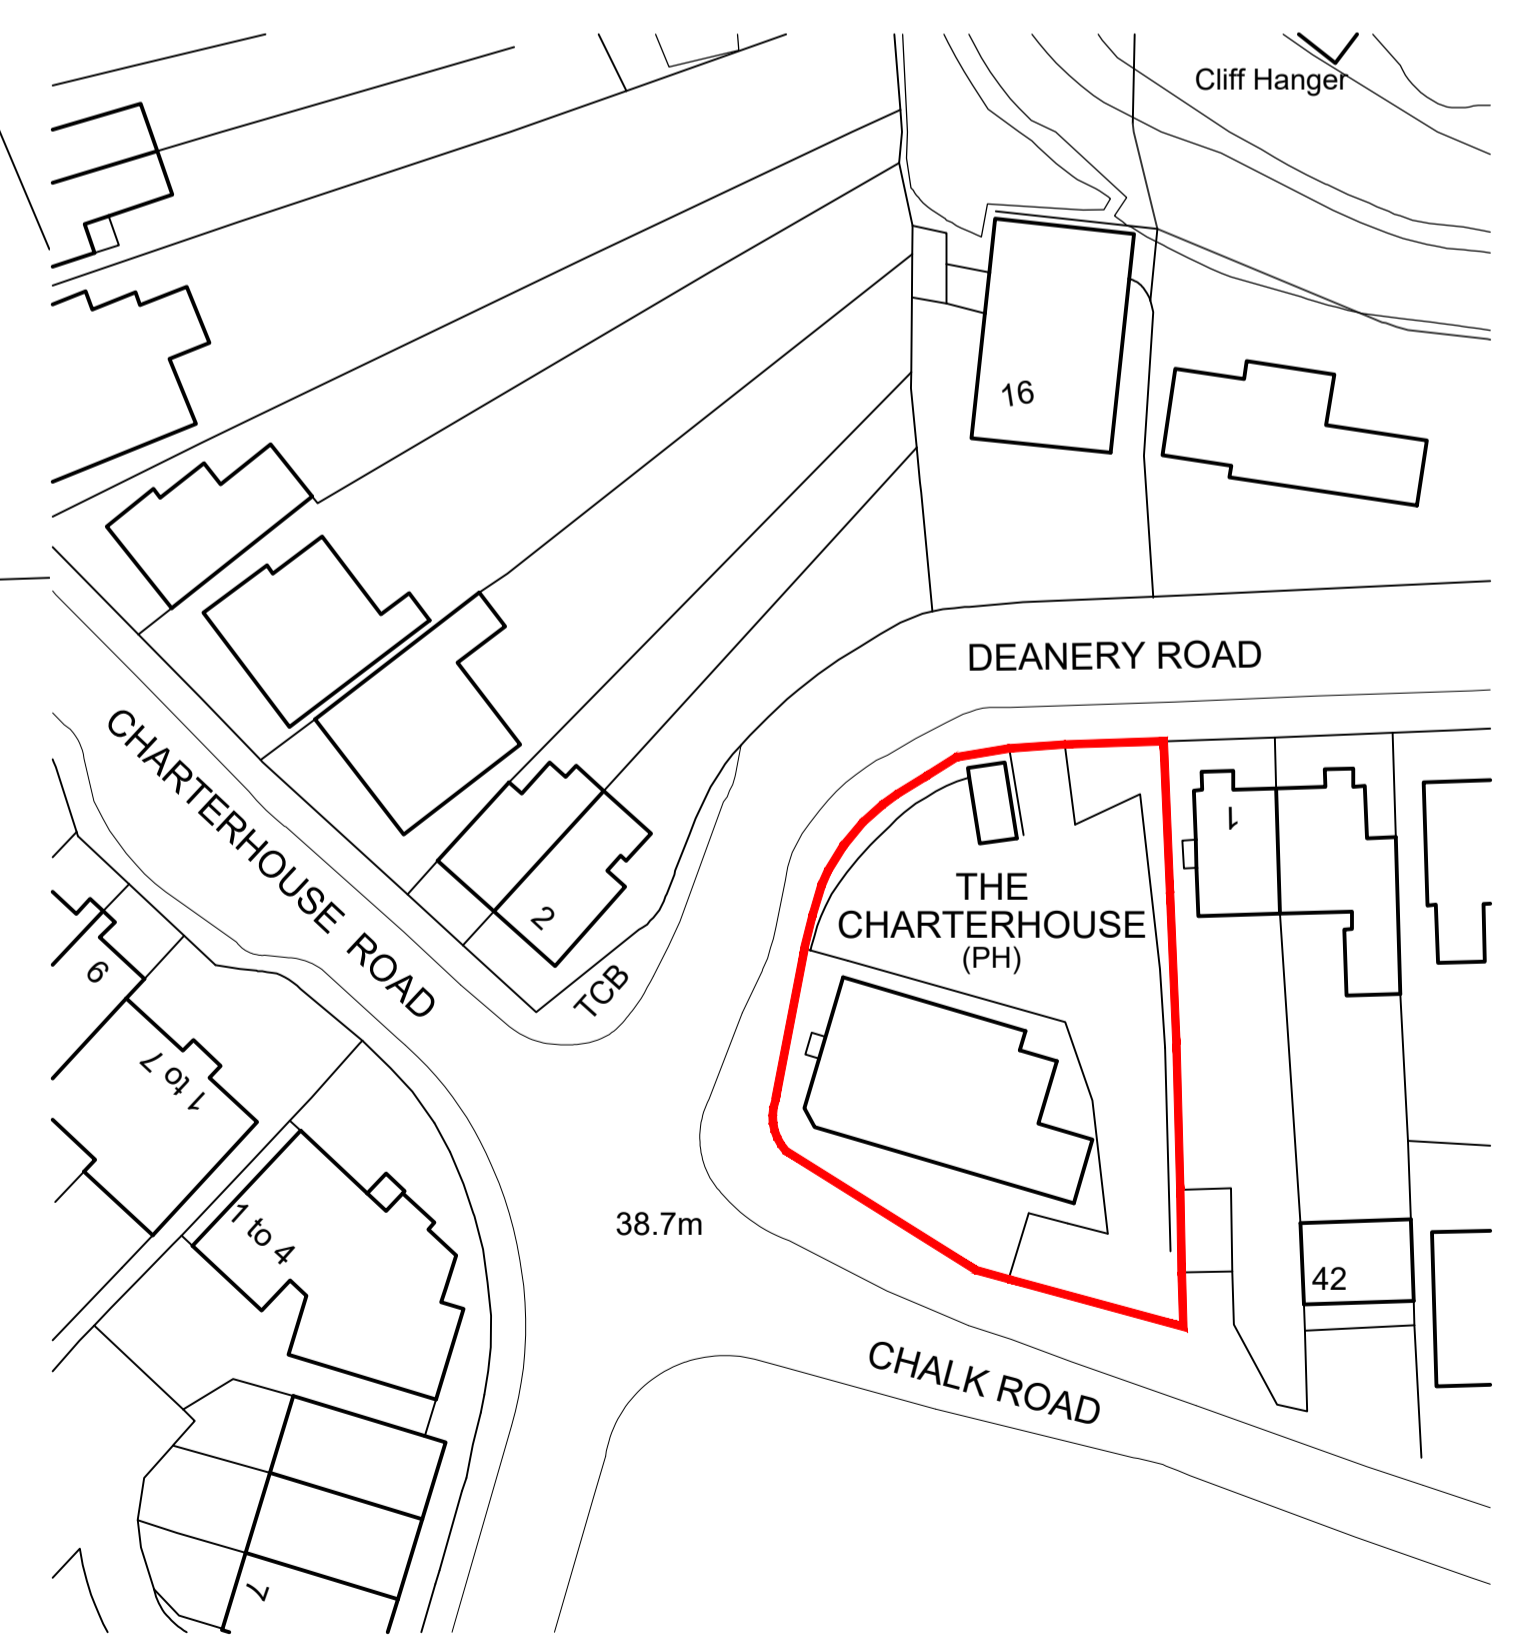 Cliff Hanger
16
DEANERY ROAD
CHARTERHOUSE ROAD
1
THE
CHARTERHOUSE
(PH)
2
TCB
9
1 to 7
1 to 4
38.7m
42
CHALK ROAD
7